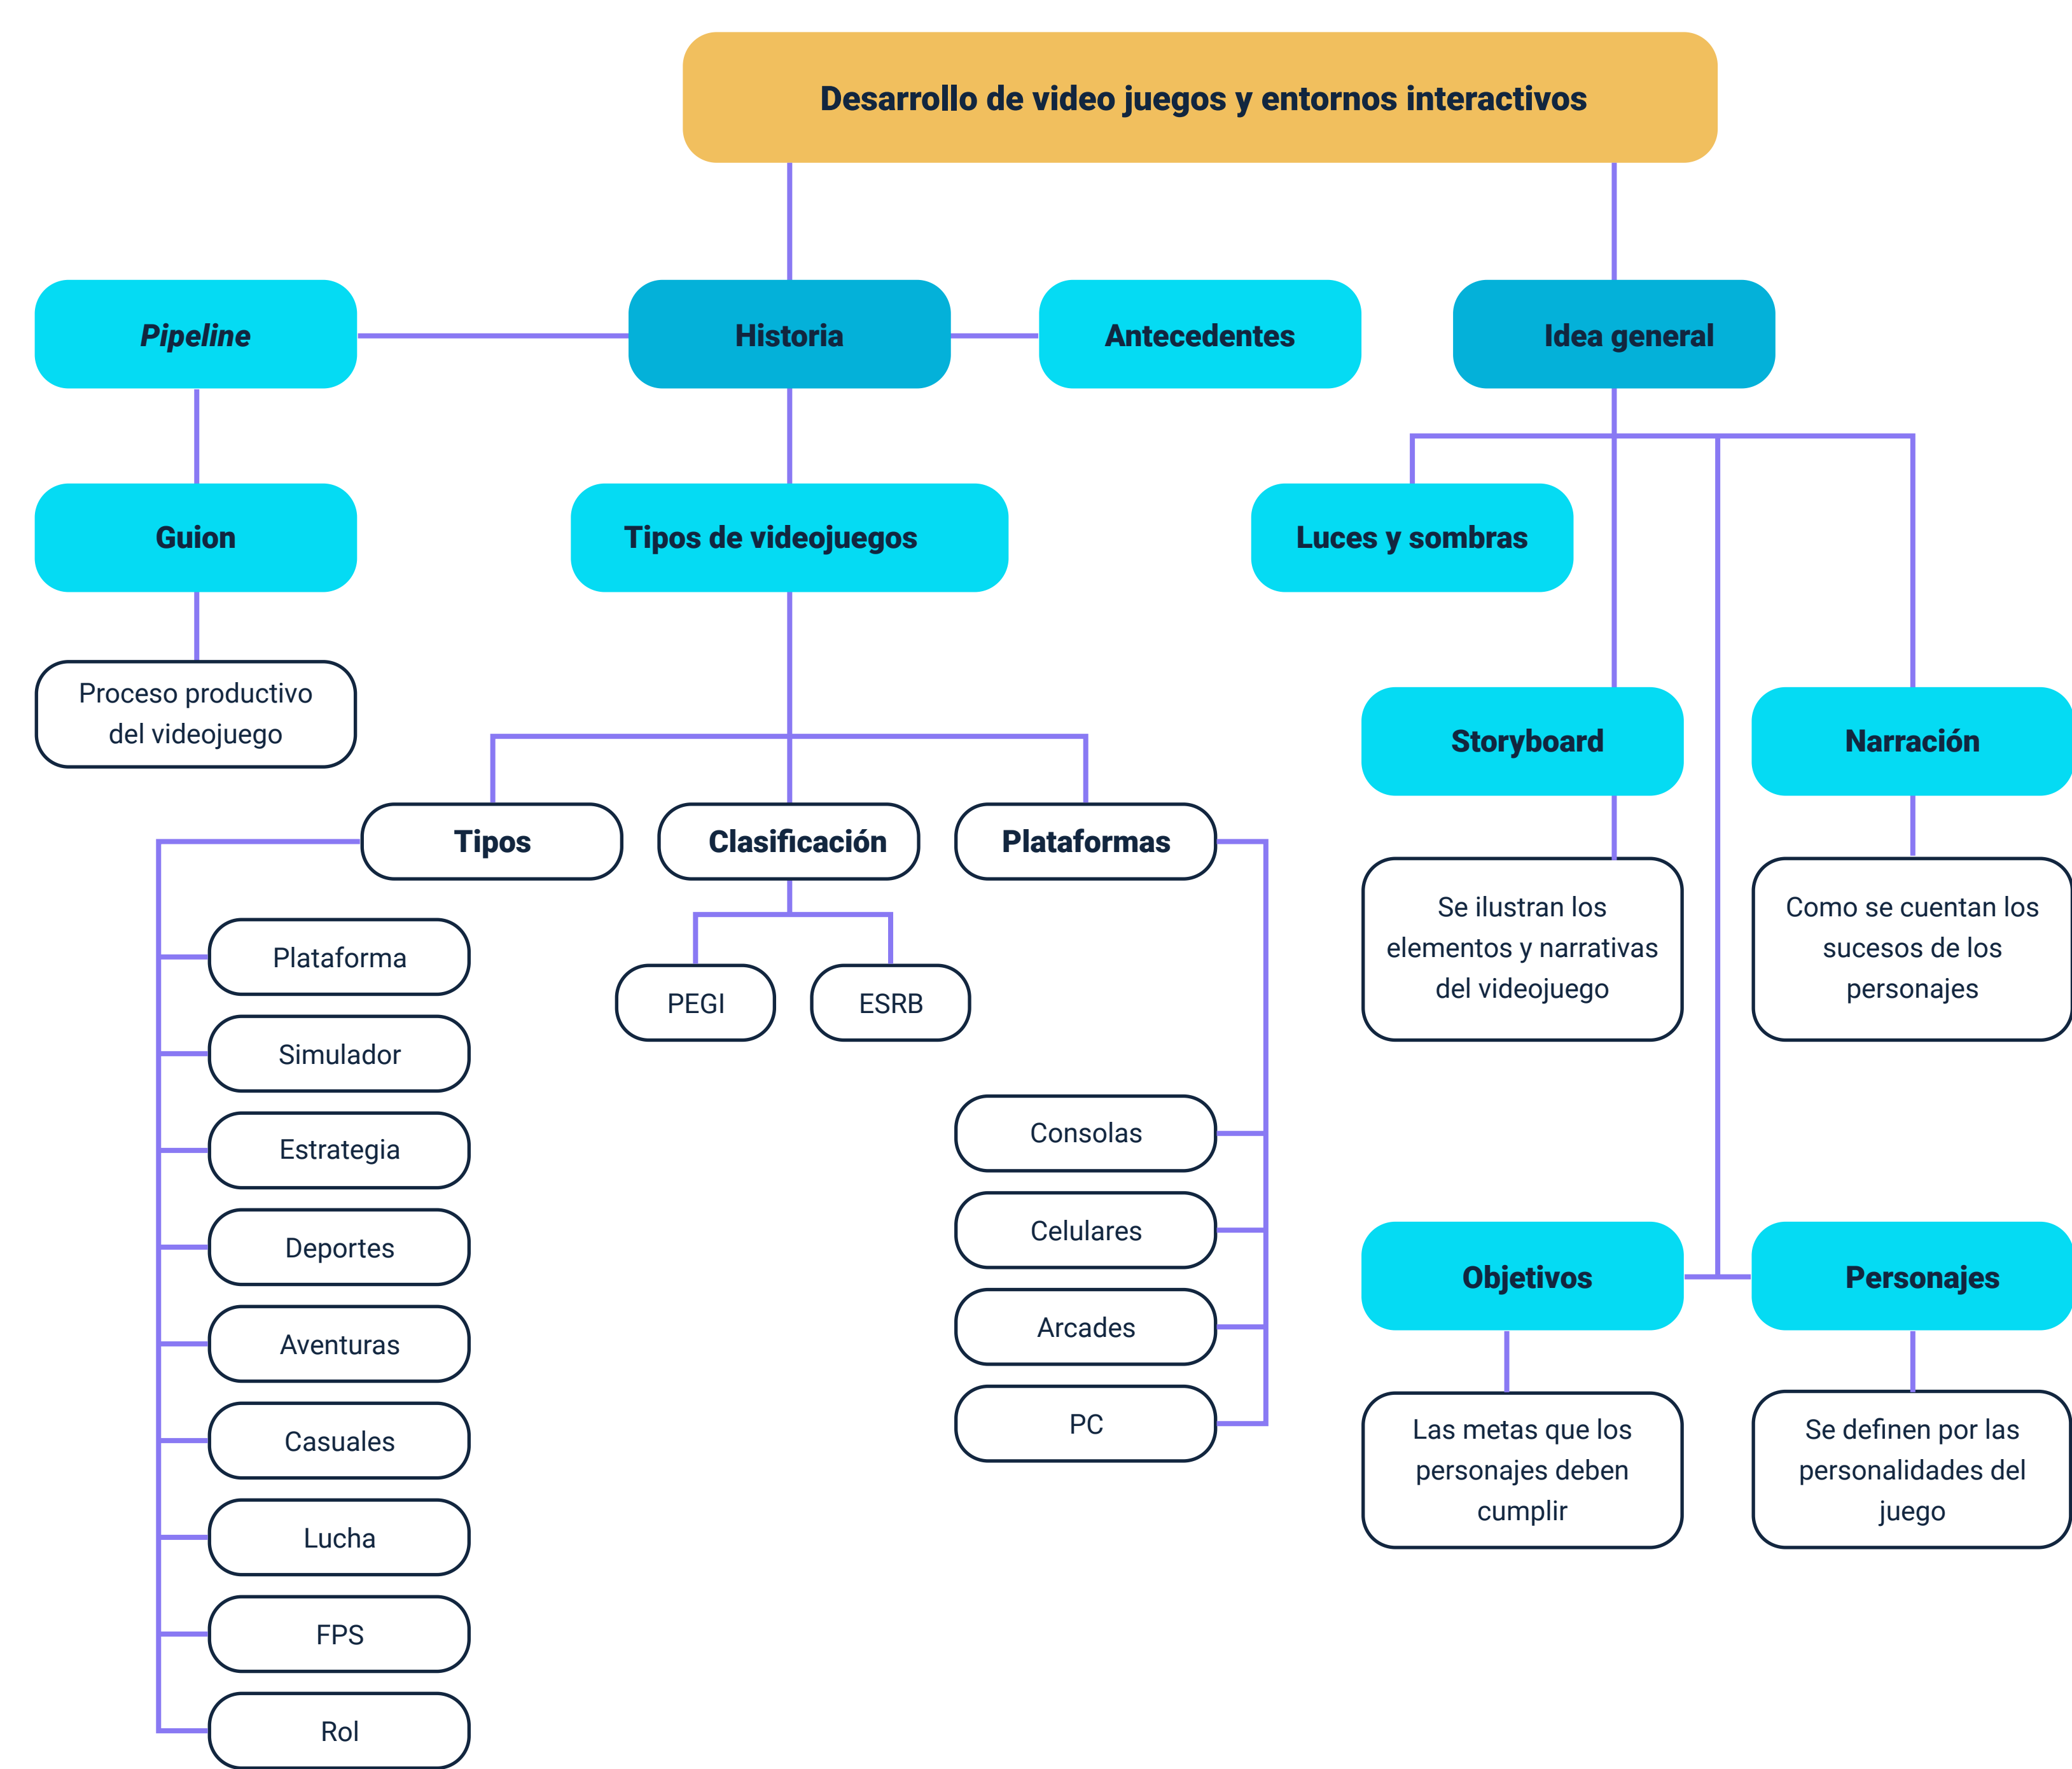 Desarrollo de video juegos y entornos interactivos
Pipeline
Historia
Antecedentes
Idea general
Guion
Tipos de videojuegos
Luces y sombras
Proceso productivo
del videojuego
Storyboard
Narración
Tipos
Clasificación
Plataformas
Se ilustran los
elementos y narrativas
del videojuego
Como se cuentan los
sucesos de los
personajes
Plataforma
Simulador
Estrategia
Deportes
Aventuras
Casuales
Lucha
FPS
Rol
PEGI
ESRB
Consolas
Celulares
Arcades
PC
Objetivos
Personajes
Las metas que los
personajes deben
cumplir
Se definen por las
personalidades del
juego